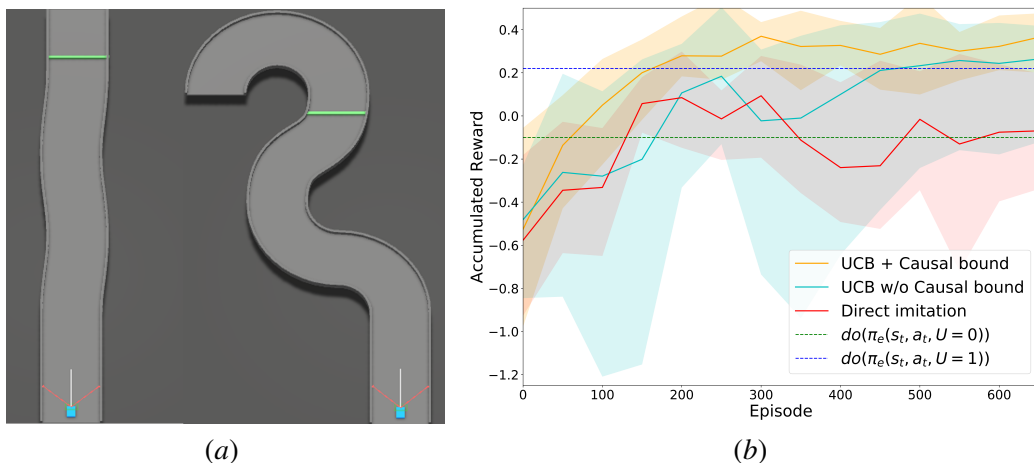 0.4
0.2
0.0
−0.2
−0.4
−0.6
−0.8
−1.0
−1.2
Accumulated Reward
UCB + Causal bound
UCB w/o Causal bound
Direct imitation
do(π_e(s_t, a_t, U = 0))
do(π_e(s_t, a_t, U = 1))
0 100 200 300 400 500 600
Episode
(a) (b)